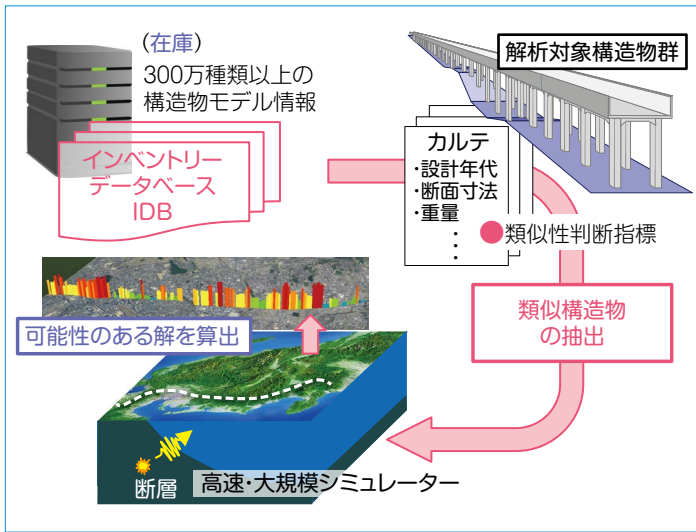 （在庫）
300万種類以上の
構造物モデル情報
インベントリー
データベース
IDB
解析対象構造物群
カルテ
・設計年代
・断面寸法
・重量
・
・
・
●類似性判断指標
類似構造物
の抽出
可能性のある解を算出
断層
高速・大規模シミュレーター